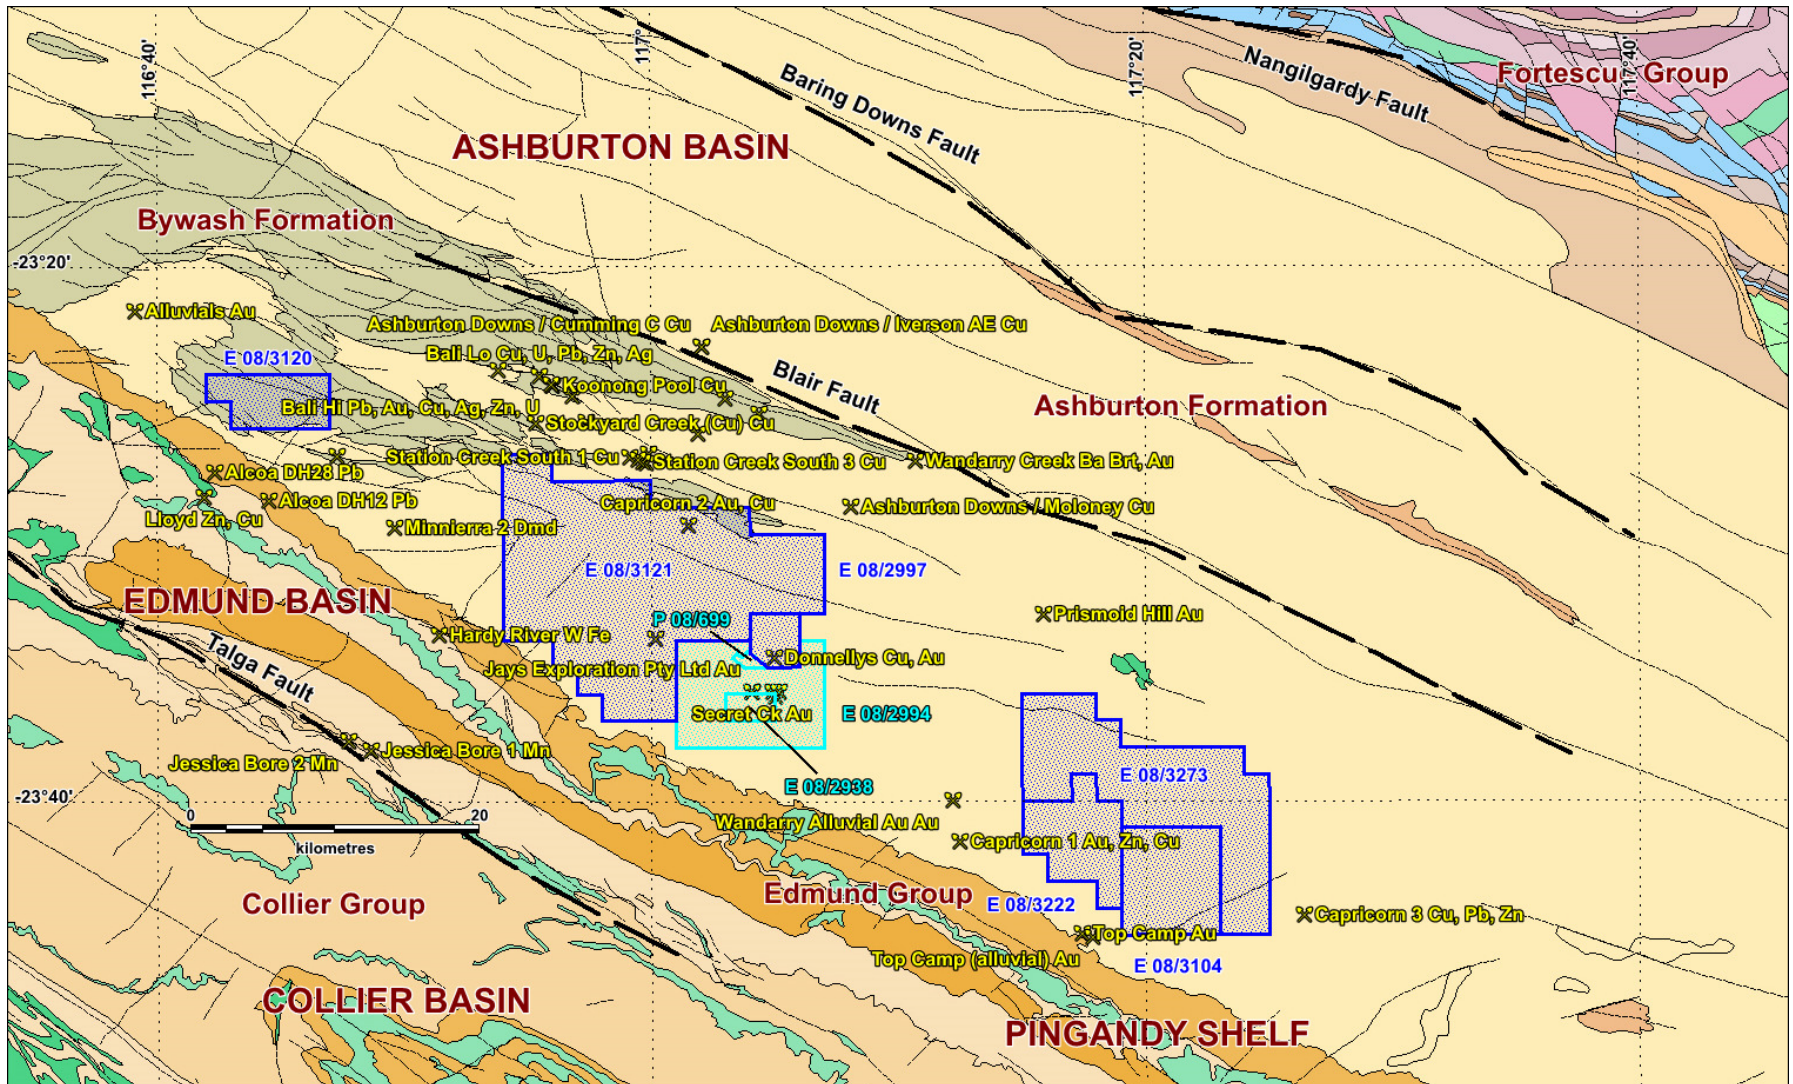 116°40'
117°
117°20'
117°40'
Nangilgardy Fault
Fortescue Group
Baring Downs Fault
ASHBURTON BASIN
Bywash Formation
-23°20'
Alluvials Au
Ashburton Downs / Cumming C Cu
Ashburton Downs / Iverson AE Cu
E 08/3120
Bali Lo Cu, U, Pb, Zn, Ag
Koonong Pool Cu
Blair Fault
Bali Hi Pb, Au, Cu, Ag, Zn, U
Ashburton Formation
Stockyard Creek (Cu) Cu
Station Creek South 1 Cu
Station Creek South 3 Cu
Wandarry Creek Ba Brt, Au
Alcoa DH28 Pb
Alcoa DH12 Pb
Capricorn 2 Au, Cu
Ashburton Downs / Moloney Cu
Lloyd Zn, Cu
Minnierra 2 Dmd
E 08/3121
E 08/2997
EDMUND BASIN
P 08/699
Prismoid Hill Au
Hardy River W Fe
Talga Fault
Donnellys Cu, Au
Jays Exploration Pty Ltd Au
Secret Ck Au
E 08/2994
Jessica Bore 1 Mn
Jessica Bore 2 Mn
E 08/3273
E 08/2938
-23°40'
0
20
kilometres
Wandarry Alluvial Au Au
Capricorn 1 Au, Zn, Cu
Collier Group
Edmund Group
E 08/3222
Capricorn 3 Cu, Pb, Zn
Top Camp Au
Top Camp (alluvial) Au
E 08/3104
COLLIER BASIN
PINGANDY SHELF